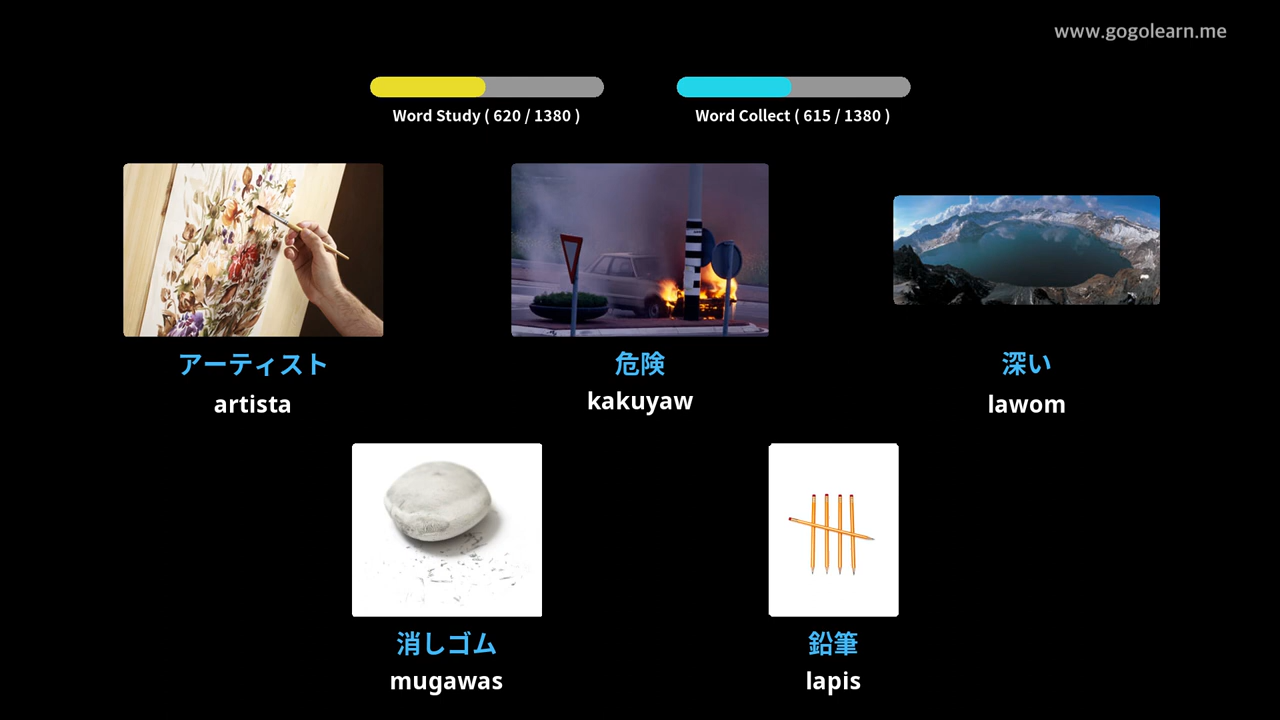 www.gogolearn.me
Word Study ( 620 / 1380 )
Word Collect ( 615 / 1380 )
アーティスト
artista
危険
kakuyaw
深い
lawom
消しゴム
mugawas
鉛筆
lapis